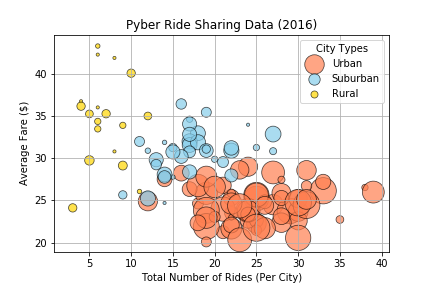 Pyber Ride Sharing Data (2016)
City Types
Urban
Suburban
Rural
Average Fare ($)
40
35
30
25
20
5
10
15
20
25
30
35
40
Total Number of Rides (Per City)